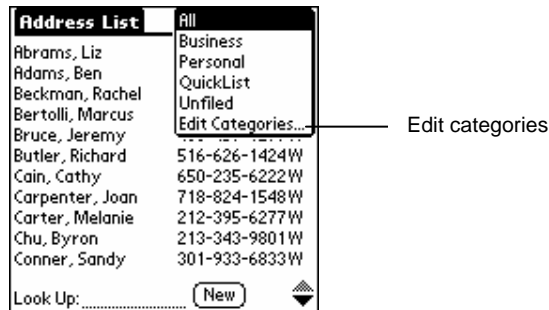 Address List
All
Business
Personal
QuickList
Unfiled
Edit Categories...
Edit categories
Abrams, Liz
Adams, Ben
Beckman, Rachel
Bertolli, Marcus
Bruce, Jeremy
Butler, Richard 516-626-1424W
Cain, Cathy 650-235-6222W
Carpenter, Joan 718-824-1548W
Carter, Melanie 212-395-6277W
Chu, Byron 213-343-9801W
Conner, Sandy 301-933-6833W
Look Up: New